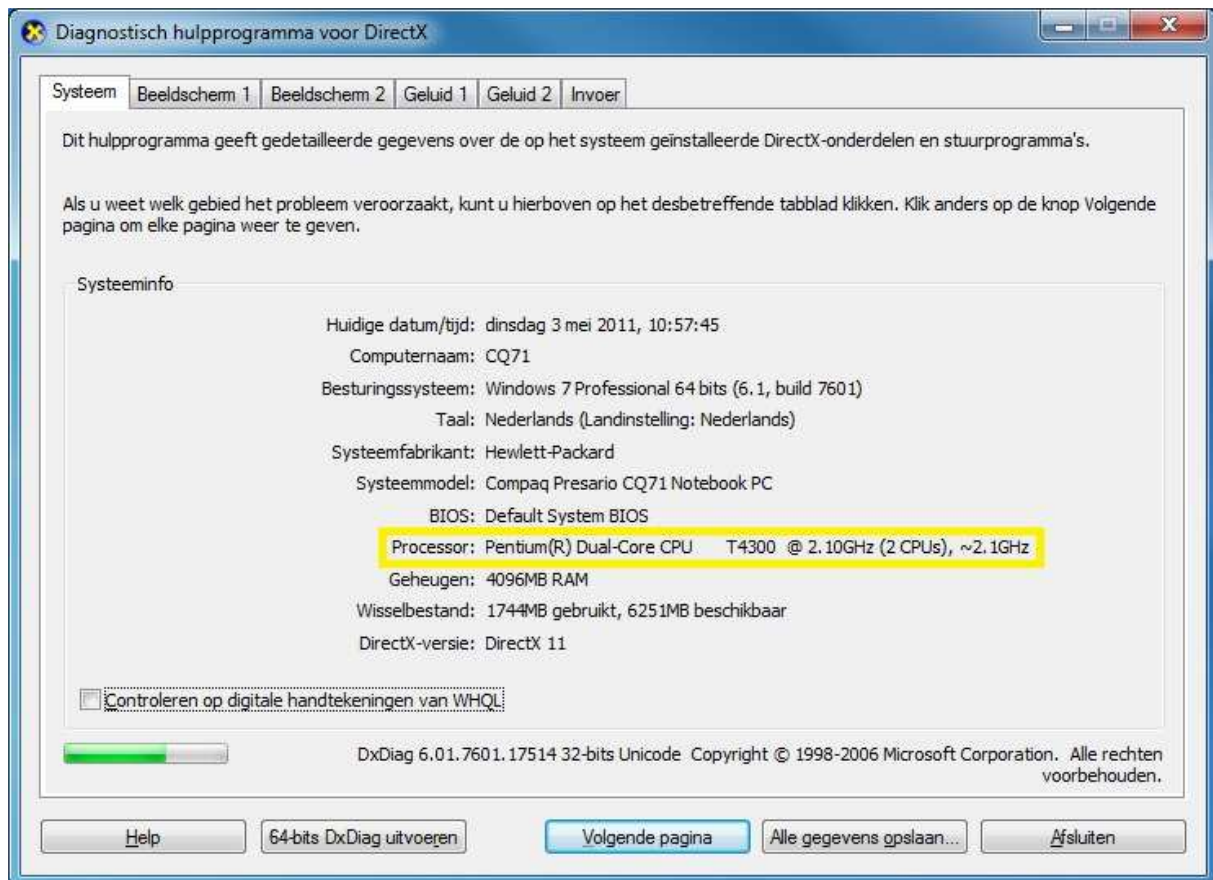 Diagnostisch hulpprogramma voor DirectX
Systeem Beeldscherm 1 Beeldscherm 2 Geluid 1 Geluid 2 Invoer
Dit hulpprogramma geeft gedetailleerde gegevens over de op het systeem geïnstalleerde DirectX-onderdelen en stuurprogramma's.
Als u weet welk gebied het probleem veroorzaakt, kunt u hierboven op het desbetreffende tabblad klikken. Klik anders op de knop Volgende
pagina om elke pagina weer te geven.
Systeeminfo
Huidige datum/tijd: dinsdag 3 mei 2011, 10:57:45
Computernaam: CQ71
Besturingssysteem: Windows 7 Professional 64 bits (6.1, build 7601)
Taal: Nederlands (Landinstelling: Nederlands)
Systeemfabrikant: Hewlett-Packard
Systeemmodel: Compaq Presario CQ71 Notebook PC
BIOS: Default System BIOS
Processor: Pentium(R) Dual-Core CPU T4300 @ 2.10GHz (2 CPUs), ~2.1GHz
Geheugen: 4096MB RAM
Wisselbestand: 1744MB gebruikt, 6251MB beschikbaar
DirectX-versie: DirectX 11
Controleren op digitale handtekeningen van WHQL
DxDiag 6.01.7601.17514 32-bits Unicode Copyright © 1998-2006 Microsoft Corporation. Alle rechten
voorbehouden.
Help 64-bits DxDiag uitvoeren Volgende pagina Alle gegevens opslaan... Afsluiten